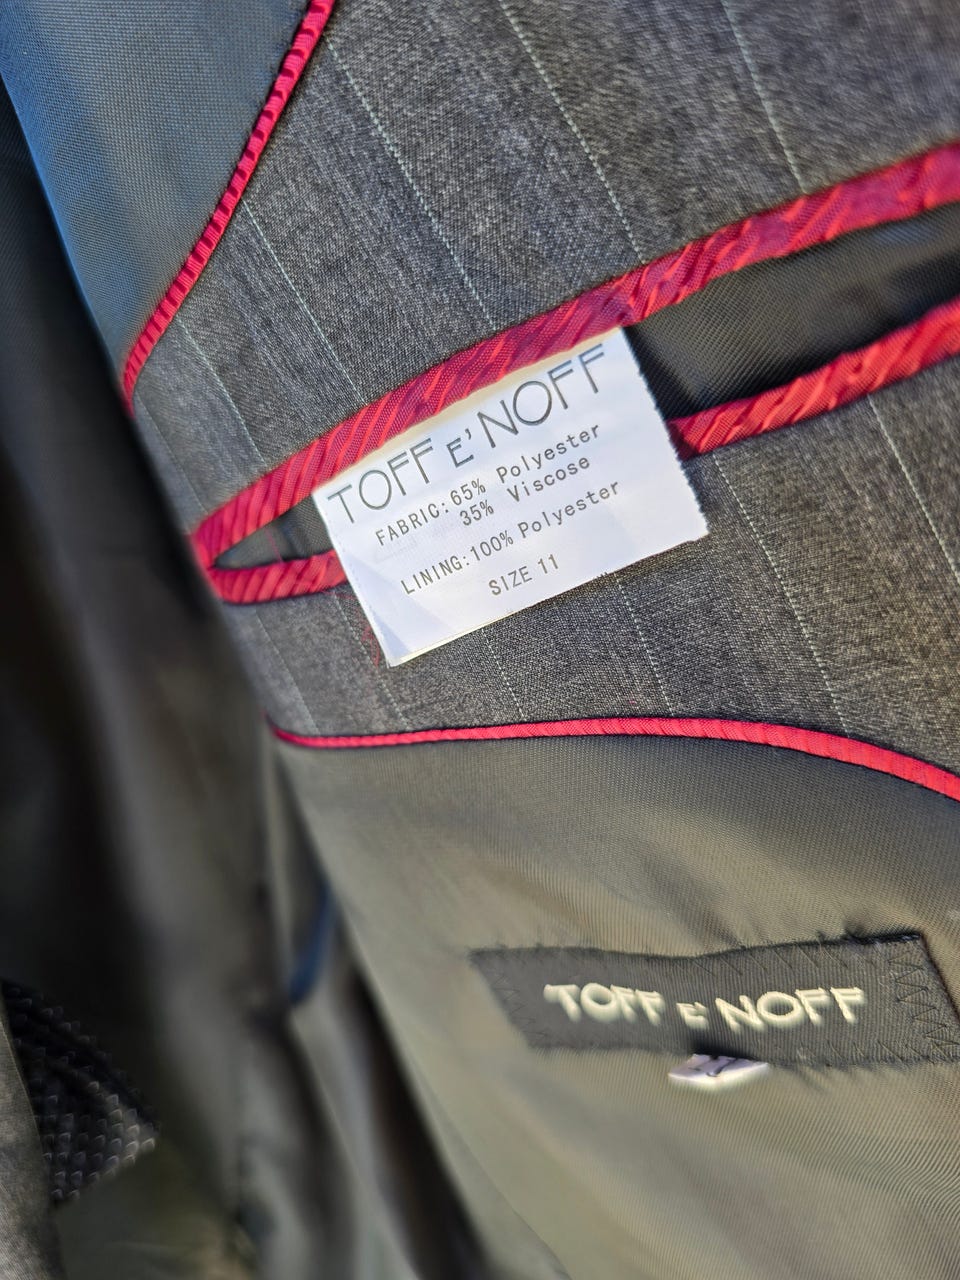 TOFF E' NOFF
FABRIC: 65% Polyester
35% Viscose
LINING: 100% Polyester
SIZE 11
TOFF E' NOFF